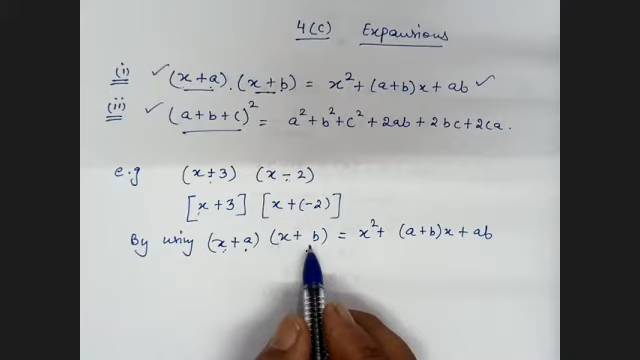 4(c) Expansions
(i) (x+a).(x+b) = x²+(a+b)x+ab
(ii) (a+b+c)² = a²+b²+c²+2ab+2bc+2ca.
e.g (x+3) (x-2)
[x+3] [x+(-2)]
By using (x+a) (x+b) = x²+ (a+b)x+ab